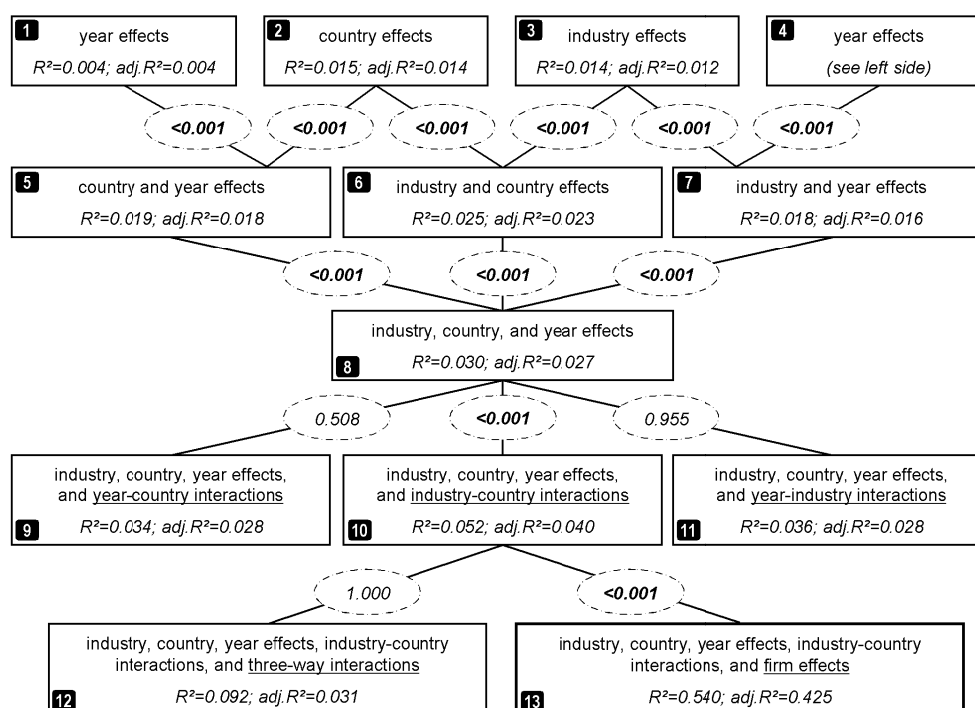 1
year effects
R²=0.004; adj.R²=0.004
2
country effects
R²=0.015; adj.R²=0.014
3
industry effects
R²=0.014; adj.R²=0.012
4
year effects
(see left side)
<0.001
<0.001
<0.001
<0.001
<0.001
<0.001
5
country and year effects
R²=0.019; adj.R²=0.018
6
industry and country effects
R²=0.025; adj.R²=0.023
7
industry and year effects
R²=0.018; adj.R²=0.016
<0.001
<0.001
<0.001
industry, country, and year effects
R²=0.030; adj.R²=0.027
8
0.508
<0.001
0.955
industry, country, year effects,
and year-country interactions
R²=0.034; adj.R²=0.028
9
industry, country, year effects,
and industry-country interactions
R²=0.052; adj.R²=0.040
10
industry, country, year effects,
and year-industry interactions
R²=0.036; adj.R²=0.028
11
1.000
<0.001
industry, country, year effects, industry-country
interactions, and three-way interactions
R²=0.092; adj.R²=0.031
12
industry, country, year effects, industry-country
interactions, and firm effects
R²=0.540; adj.R²=0.425
13